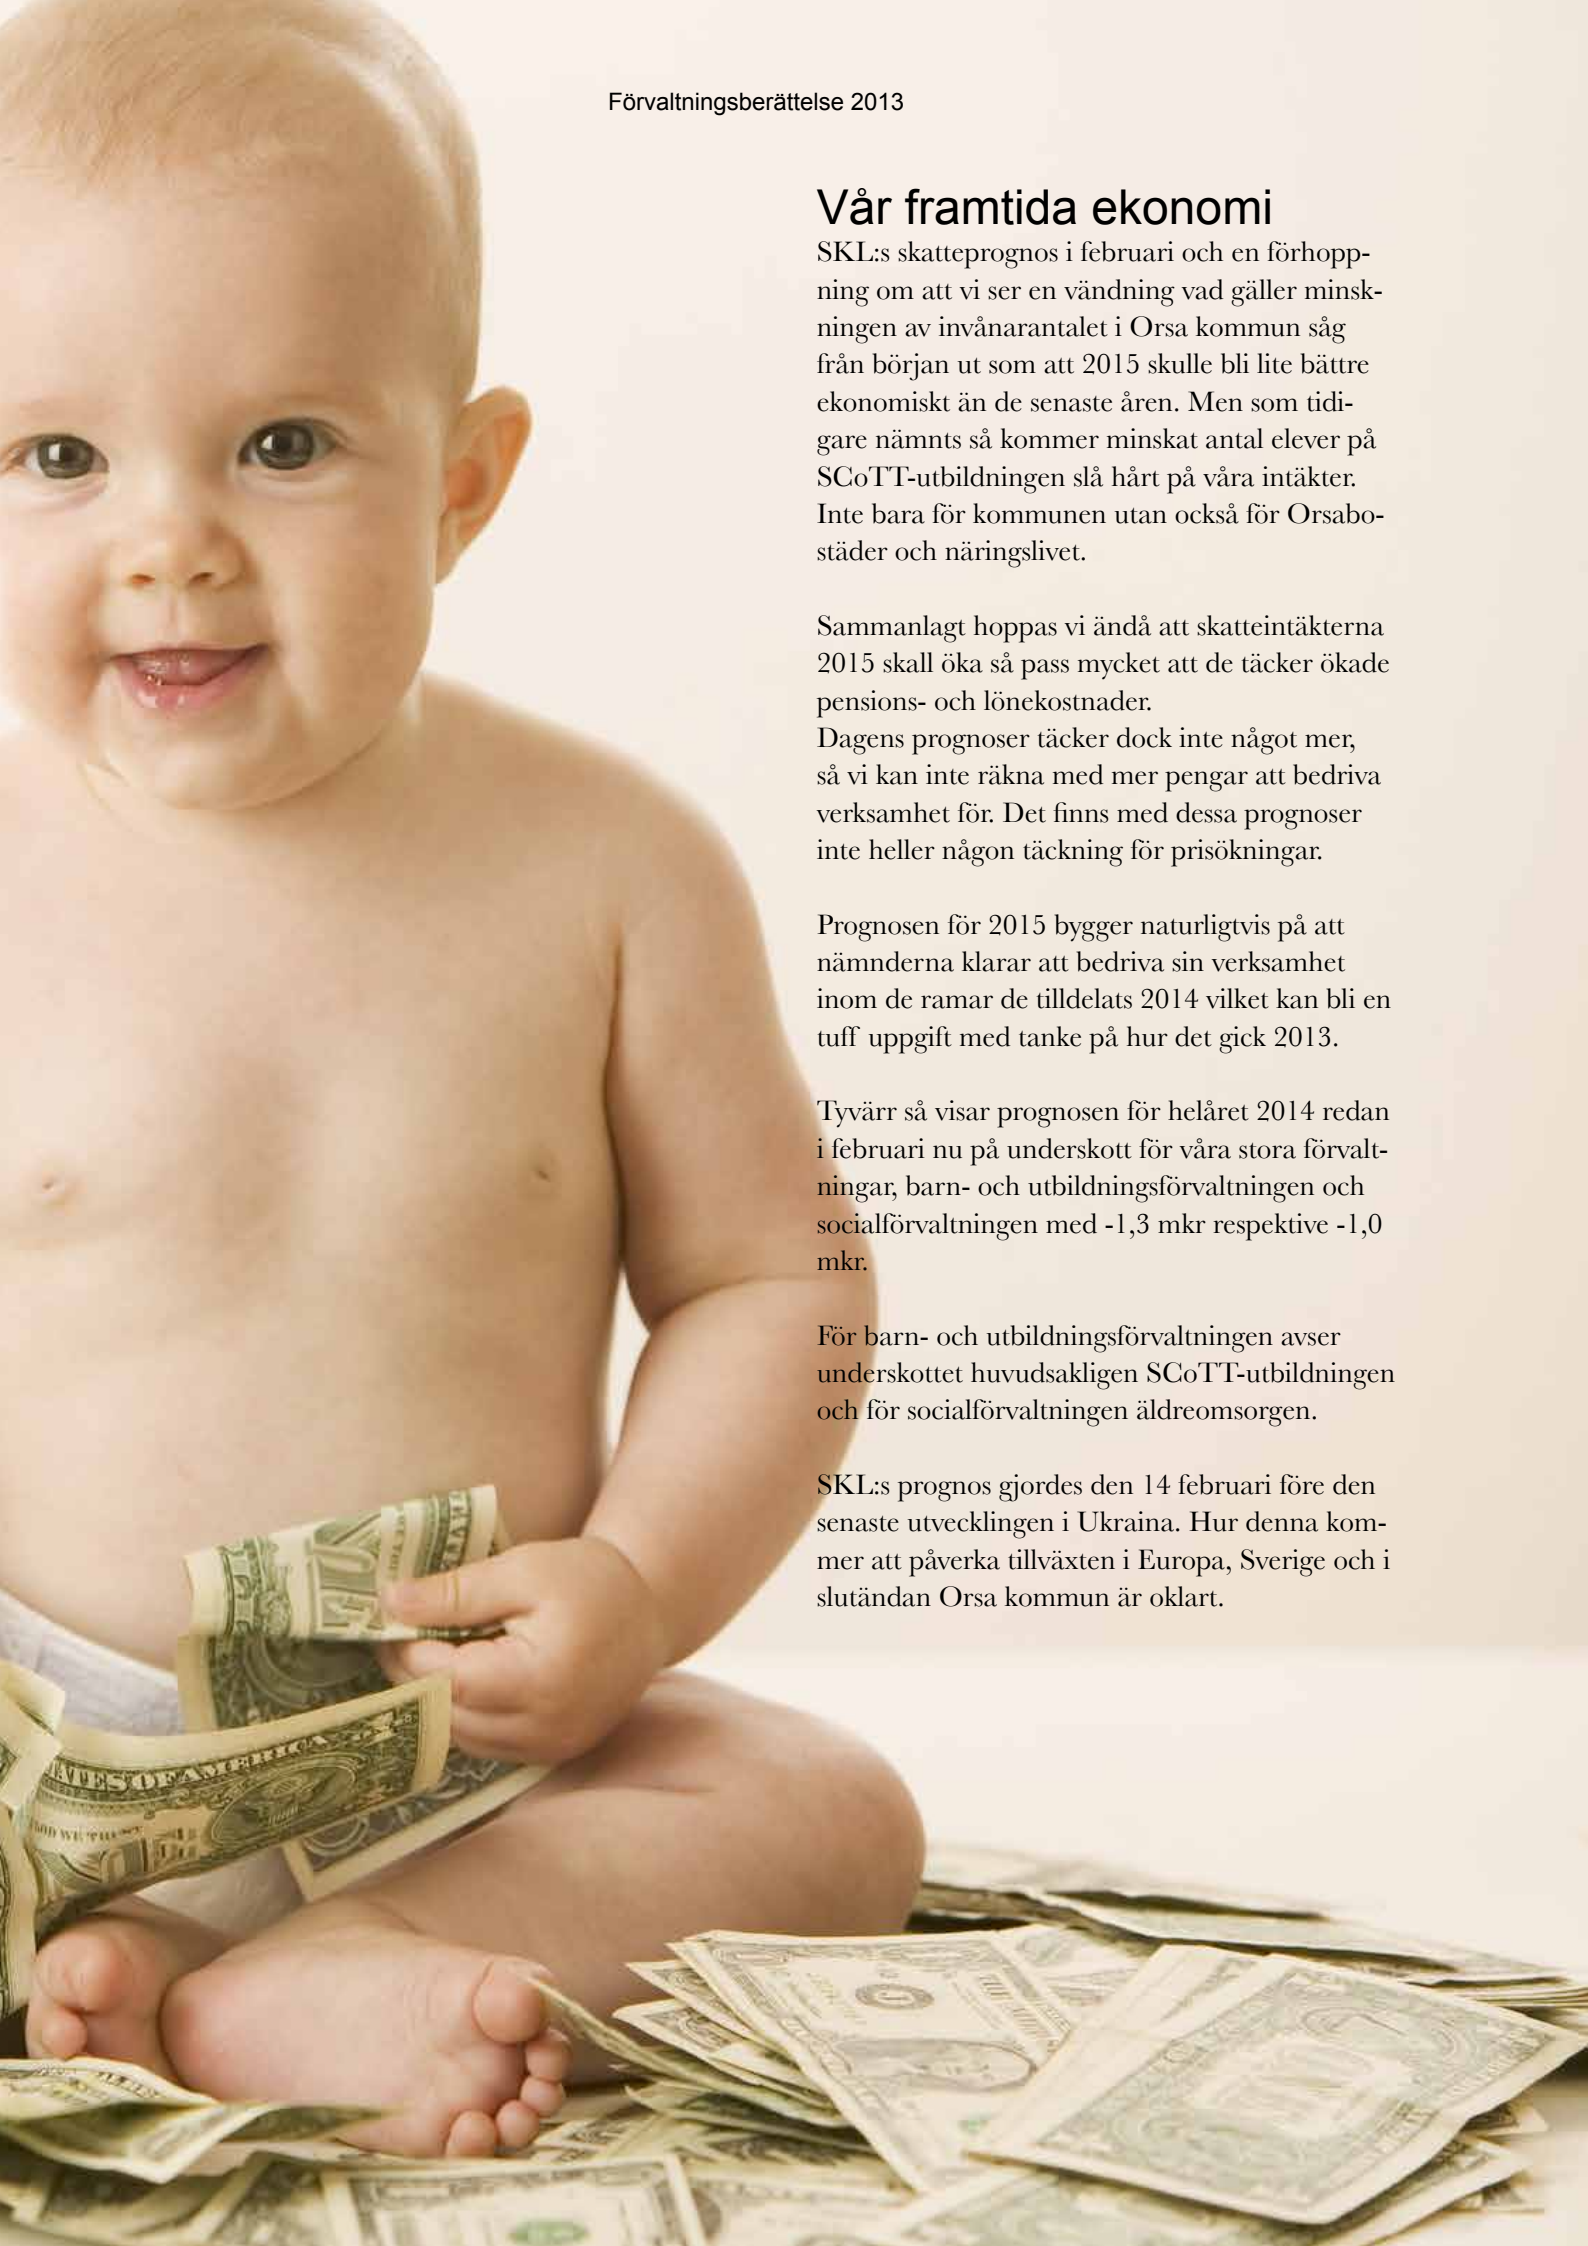 Förvaltningsberättelse 2013
Vår framtida ekonomi
SKL:s skatteprognos i februari och en förhopp-
ning om att vi ser en vändning vad gäller minsk-
ningen av invånarantalet i Orsa kommun såg
från början ut som att 2015 skulle bli lite bättre
ekonomiskt än de senaste åren. Men som tidi-
gare nämnts så kommer minskat antal elever på
SCoTT-utbildningen slå hårt på våra intäkter.
Inte bara för kommunen utan också för Orsabo-
städer och näringslivet.
Sammanlagt hoppas vi ändå att skatteintäkterna
2015 skall öka så pass mycket att de täcker ökade
pensions- och lönekostnader.
Dagens prognoser täcker dock inte något mer,
så vi kan inte räkna med mer pengar att bedriva
verksamhet för. Det finns med dessa prognoser
inte heller någon täckning för prisökningar.
Prognosen för 2015 bygger naturligtvis på att
nämnderna klarar att bedriva sin verksamhet
inom de ramar de tilldelats 2014 vilket kan bli en
tuff uppgift med tanke på hur det gick 2013.
Tyvärr så visar prognosen för helåret 2014 redan
i februari nu på underskott för våra stora förvalt-
ningar, barn- och utbildningsförvaltningen och
socialförvaltningen med -1,3 mkr respektive -1,0
mkr.
För barn- och utbildningsförvaltningen avser
underskottet huvudsakligen SCoTT-utbildningen
och för socialförvaltningen äldreomsorgen.
SKL:s prognos gjordes den 14 februari före den
senaste utvecklingen i Ukraina. Hur denna kom-
mer att påverka tillväxten i Europa, Sverige och i
slutändan Orsa kommun är oklart.